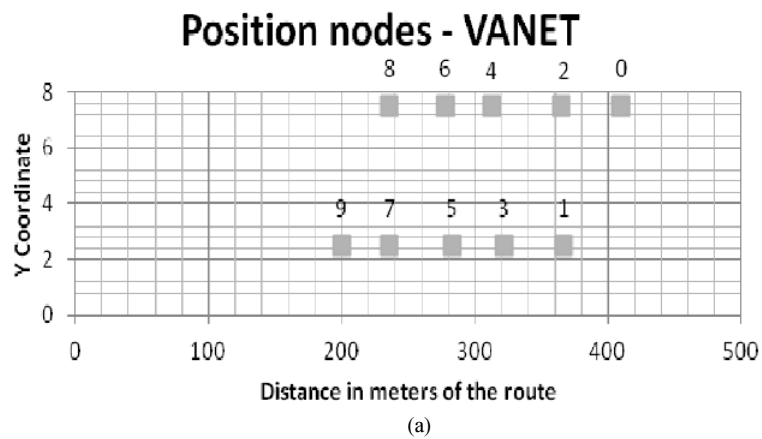 Position nodes - VANET
8 6 4 2 0
8
6
9 7 5 3 1
4
2
0
Y Coordinate
0 100 200 300 400 500
Distance in meters of the route
(a)